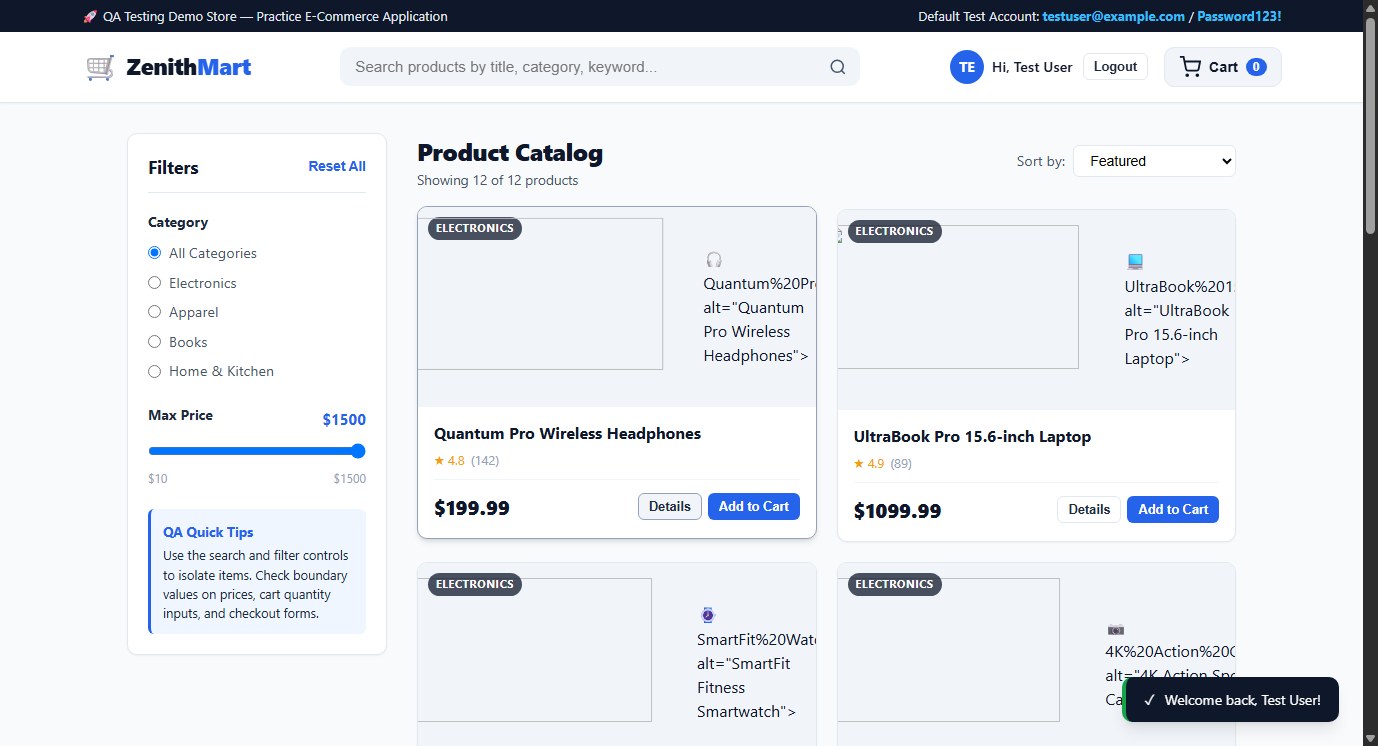 🚀 QA Testing Demo Store — Practice E-Commerce Application
Default Test Account: testuser@example.com / Password123!
ZenithMart
Search products by title, category, keyword...
TE
Hi, Test User
Logout
Cart 0
Filters
Reset All
Category
All Categories
Electronics
Apparel
Books
Home & Kitchen
Max Price
$1500
$10
$1500
QA Quick Tips
Use the search and filter controls
to isolate items. Check boundary
values on prices, cart quantity
inputs, and checkout forms.
Product Catalog
Showing 12 of 12 products
Sort by:
Featured
ELECTRONICS
Quantum%20Pr
alt="Quantum
Pro Wireless
Headphones">
Quantum Pro Wireless Headphones
★ 4.8 (142)
$199.99
Details
Add to Cart
ELECTRONICS
UltraBook%201
alt="UltraBook
Pro 15.6-inch
Laptop">
UltraBook Pro 15.6-inch Laptop
★ 4.9 (89)
$1099.99
Details
Add to Cart
ELECTRONICS
SmartFit%20Wat
alt="SmartFit
Fitness
Smartwatch">
ELECTRONICS
4K%20Action%20
alt="4K Action
Ca
✓ Welcome back, Test User!